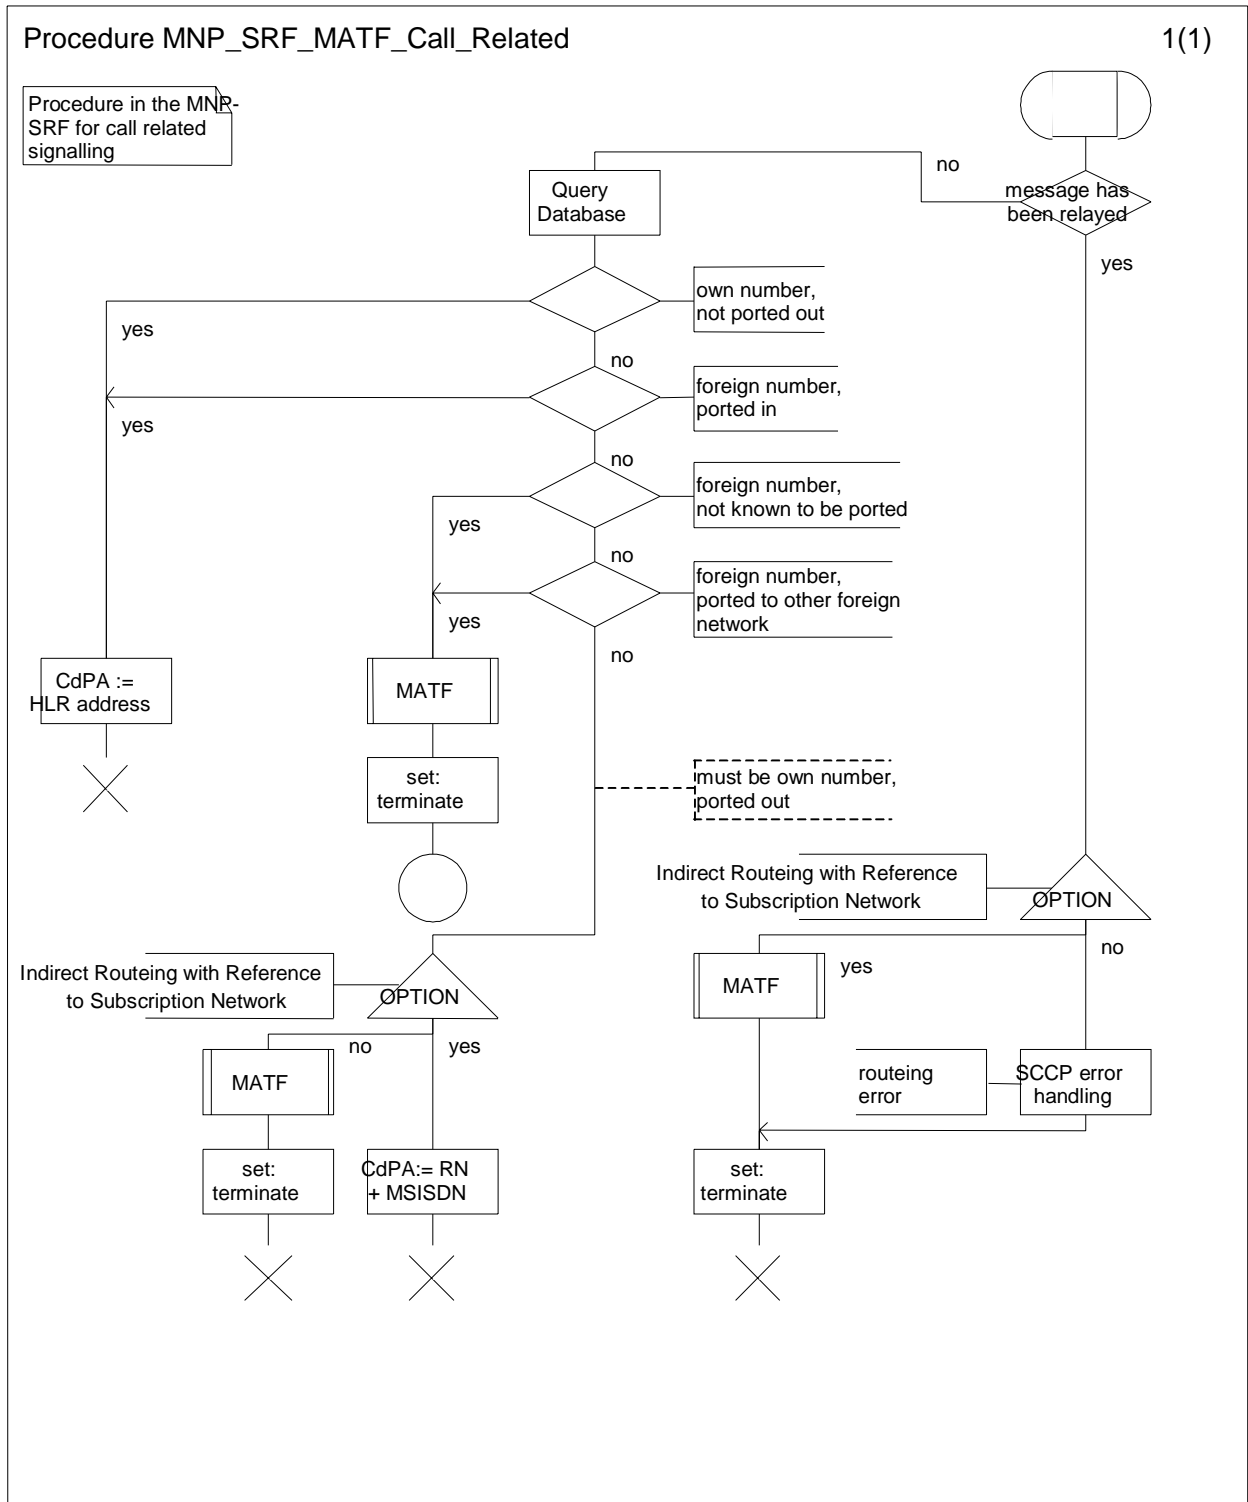 Procedure MNP_SRF_MATF_Call_Related
1(1)
Procedure in the MNP-
SRF for call related
signalling
no
Query
Database
message has
been relayed
yes
own number,
not ported out
yes
no
foreign number,
ported in
yes
no
foreign number,
not known to be ported
yes
no
foreign number,
ported to other foreign
network
yes
no
CdPA :=
HLR address
MATF
set:
terminate
must be own number,
ported out
Indirect Routeing with Reference
to Subscription Network
OPTION
no
yes
MATF
Indirect Routeing with Reference
to Subscription Network
OPTION
no
yes
MATF
routeing
error
SCCP error
handling
set:
terminate
CdPA:= RN
+ MSISDN
set:
terminate